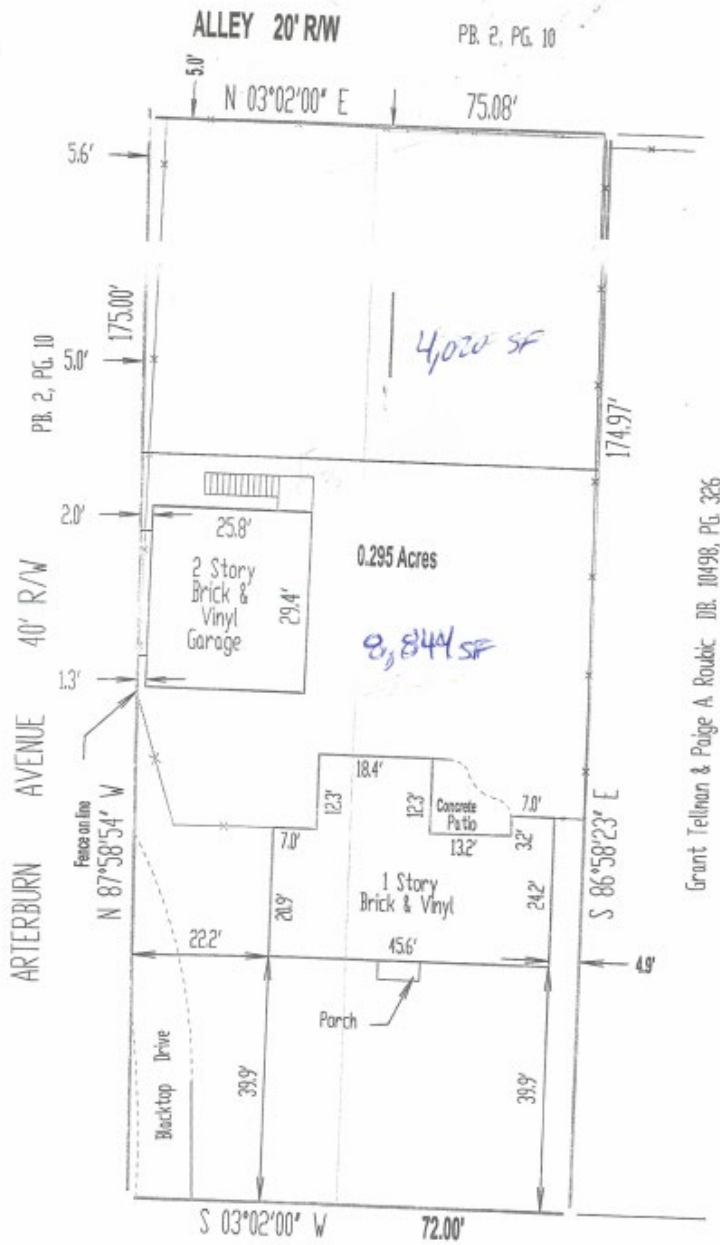 ALLEY 20' R/W
PB. 2, PG. 10
5.0'
N 03°02'00" E
75.08'
5.6'
175.00'
PB. 2, PG. 10
5.0'
4,020 SF
174.97'
2.0'
25.8'
2 Story
Brick &
Vinyl
Garage
29.4'
0.295 Acres
8,844 SF
1.3'
ARTERBURN AVENUE 40' R/W
Fence on line
N 87°58'54" W
18.4'
12.3'
12.3'
Concrete
Patio
7.0'
7.0'
13.2'
3.2'
S 86°58'23" E
Grant Tellman & Paige A. Roubic DB. 10498, PG. 326
20.9'
1 Story
Brick & Vinyl
24.2'
22.2'
45.6'
4.9'
Porch
Blacktop Drive
39.9'
39.9'
S 03°02'00" W
72.00'